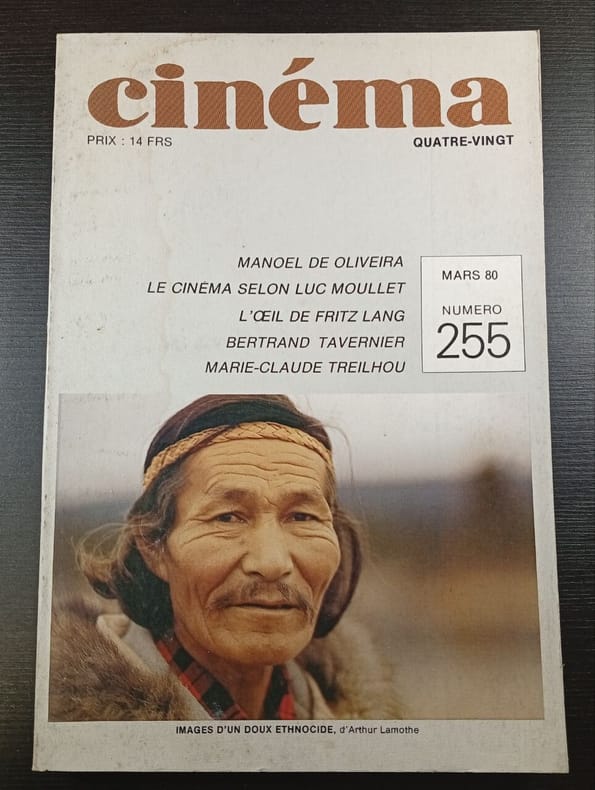 cinéma
PRIX : 14 FRS
QUATRE-VINGT
MANOEL DE OLIVEIRA
LE CINÉMA SELON LUC MOULLET
L'ŒIL DE FRITZ LANG
BERTRAND TAVERNIER
MARIE-CLAUDE TREILHOU
MARS 80
NUMERO
255
IMAGES D'UN DOUX ETHNOCIDE, d'Arthur Lamothe